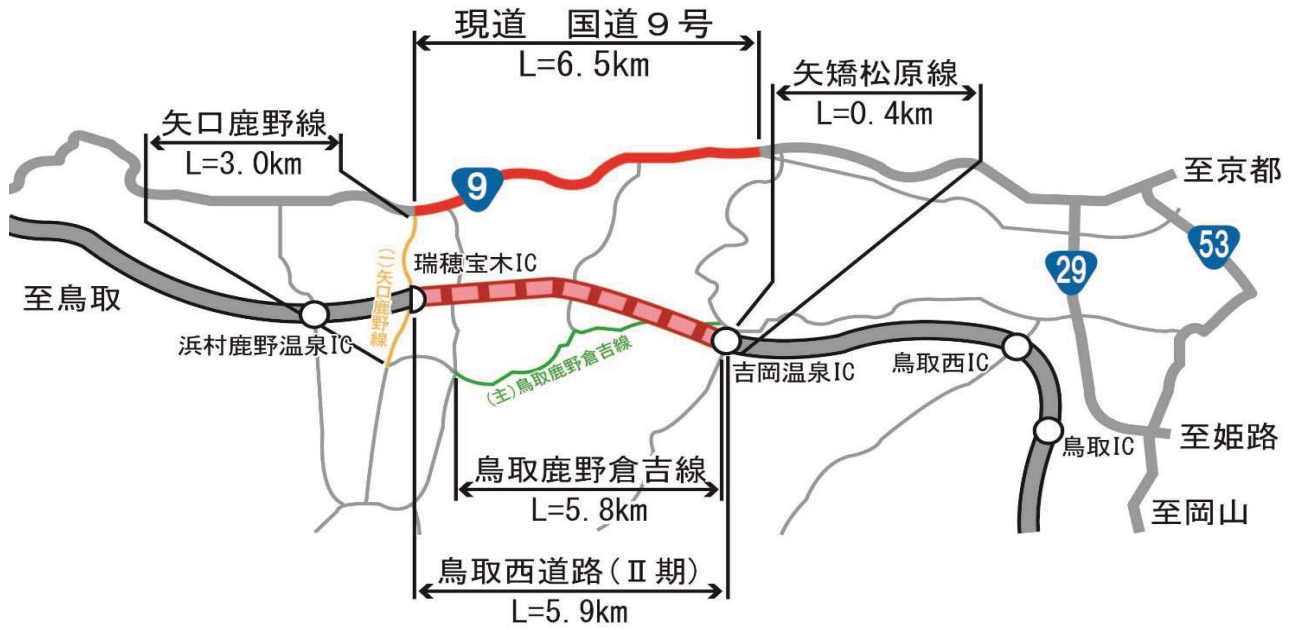 現道 国道9号
L=6.5km
矢矯松原線
L=0.4km
矢口鹿野線
L=3.0km
9
至京都
53
29
瑞穂宝木IC
至鳥取
(一)矢口鹿野線
浜村鹿野温泉IC
(主)鳥取鹿野倉吉線
吉岡温泉IC
鳥取西IC
鳥取IC
至姫路
鳥取鹿野倉吉線
L=5.8km
至岡山
鳥取西道路(Ⅱ期)
L=5.9km